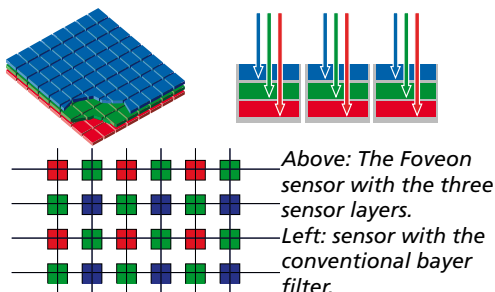 Above: The Foveon
sensor with the three
sensor layers.
Left: sensor with the
conventional bayer
filter.